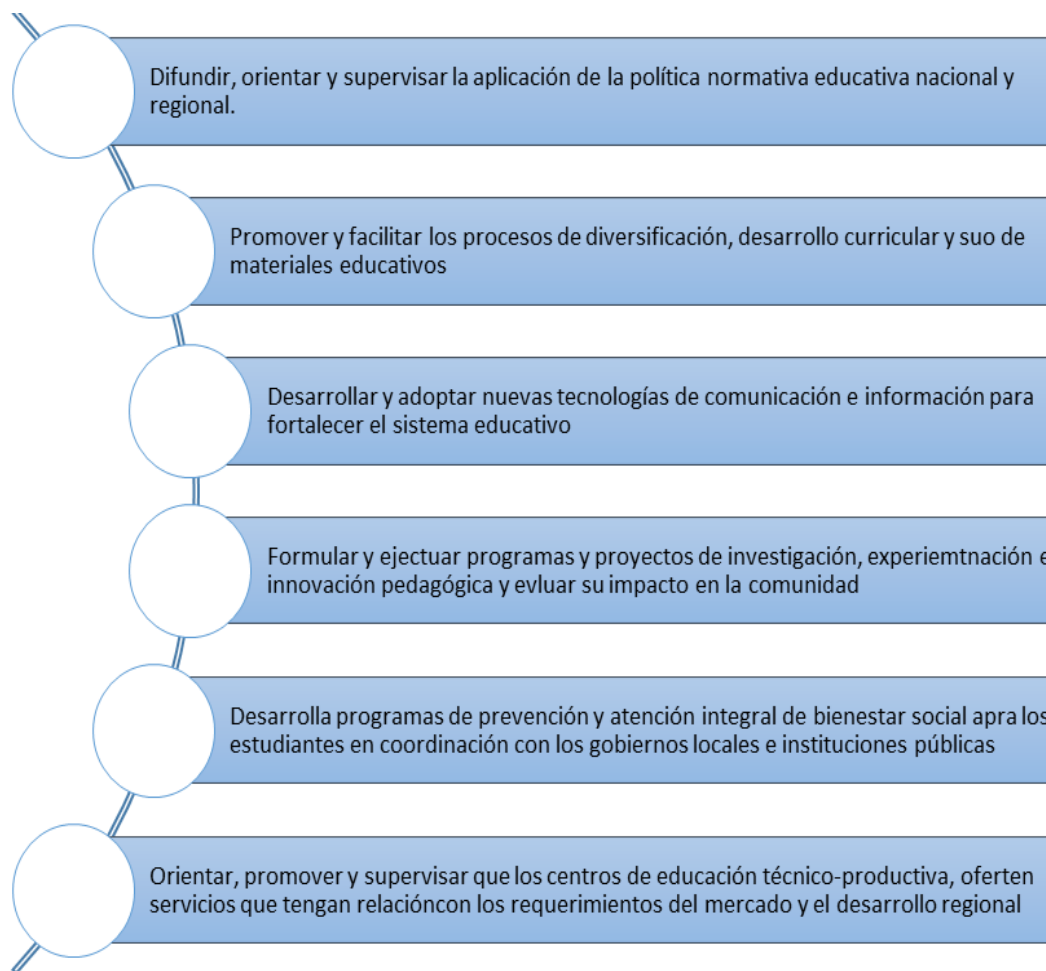 Difundir, orientar y supervisar la aplicación de la política normativa educativa nacional y
regional.
Promover y facilitar los procesos de diversificación, desarrollo curricular y suo de
materiales educativos
Desarrollar y adoptar nuevas tecnologías de comunicación e información para
fortalecer el sistema educativo
Formular y ejectuar programas y proyectos de investigación, experiemtnación e
innovación pedagógica y evluar su impacto en la comunidad
Desarrolla programas de prevención y atención integral de bienestar social apra los
estudiantes en coordinación con los gobiernos locales e instituciones públicas
Orientar, promover y supervisar que los centros de educación técnico-productiva, oferten
servicios que tengan relacióncon los requerimientos del mercado y el desarrollo regional